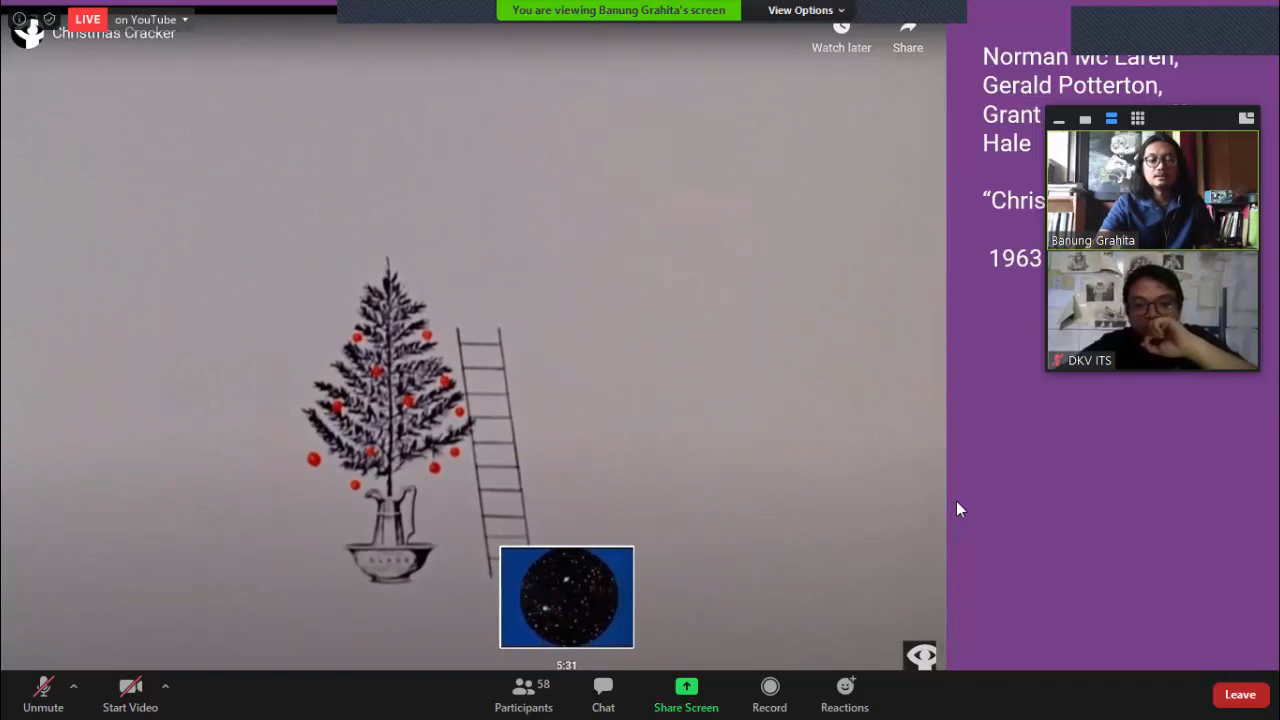 LIVE
on YouTube
You are viewing Banung Grahita's screen
View Options
Christmas Cracker
Watch later
Share
Norman Mc Laren,
Gerald Potterton,
Grant
Hale
“Chris
1963
Banung Grahita
DKV ITS
5:31
Unmute
Start Video
58
Participants
Chat
Share Screen
Record
Reactions
Leave